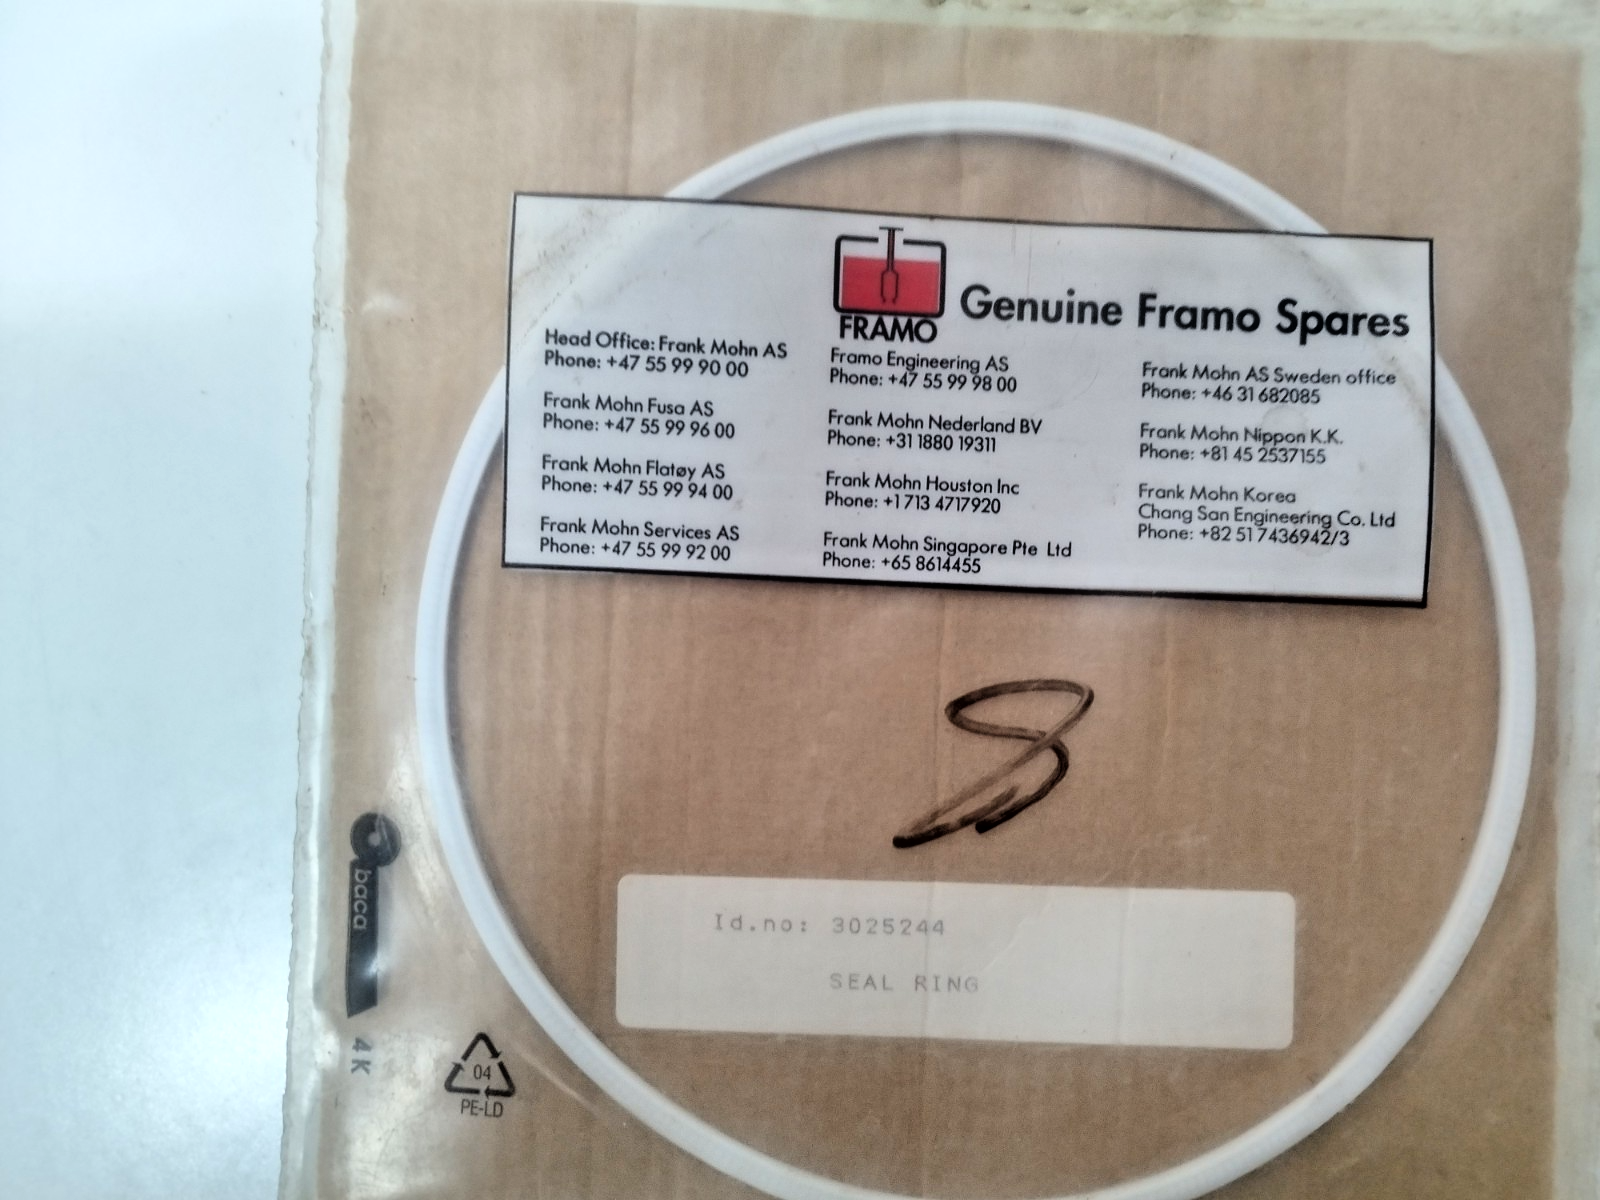 FRAMO
Genuine Framo Spares
Head Office: Frank Mohn AS
Phone: +47 55 99 90 00
Frank Mohn Fusa AS
Phone: +47 55 99 96 00
Frank Mohn Flatøy AS
Phone: +47 55 99 94 00
Frank Mohn Services AS
Phone: +47 55 99 92 00
Framo Engineering AS
Phone: +47 55 99 98 00
Frank Mohn Nederland BV
Phone: +31 1880 19311
Frank Mohn Houston Inc
Phone: +1 713 4717920
Frank Mohn Singapore Pte Ltd
Phone: +65 8614455
Frank Mohn AS Sweden office
Phone: +46 31 682085
Frank Mohn Nippon K.K.
Phone: +81 45 2537155
Frank Mohn Korea
Chang San Engineering Co. Ltd
Phone: +82 51 7436942/3
8
Id.no: 3025244
SEAL RING
abaca
4K
04
PE-LD